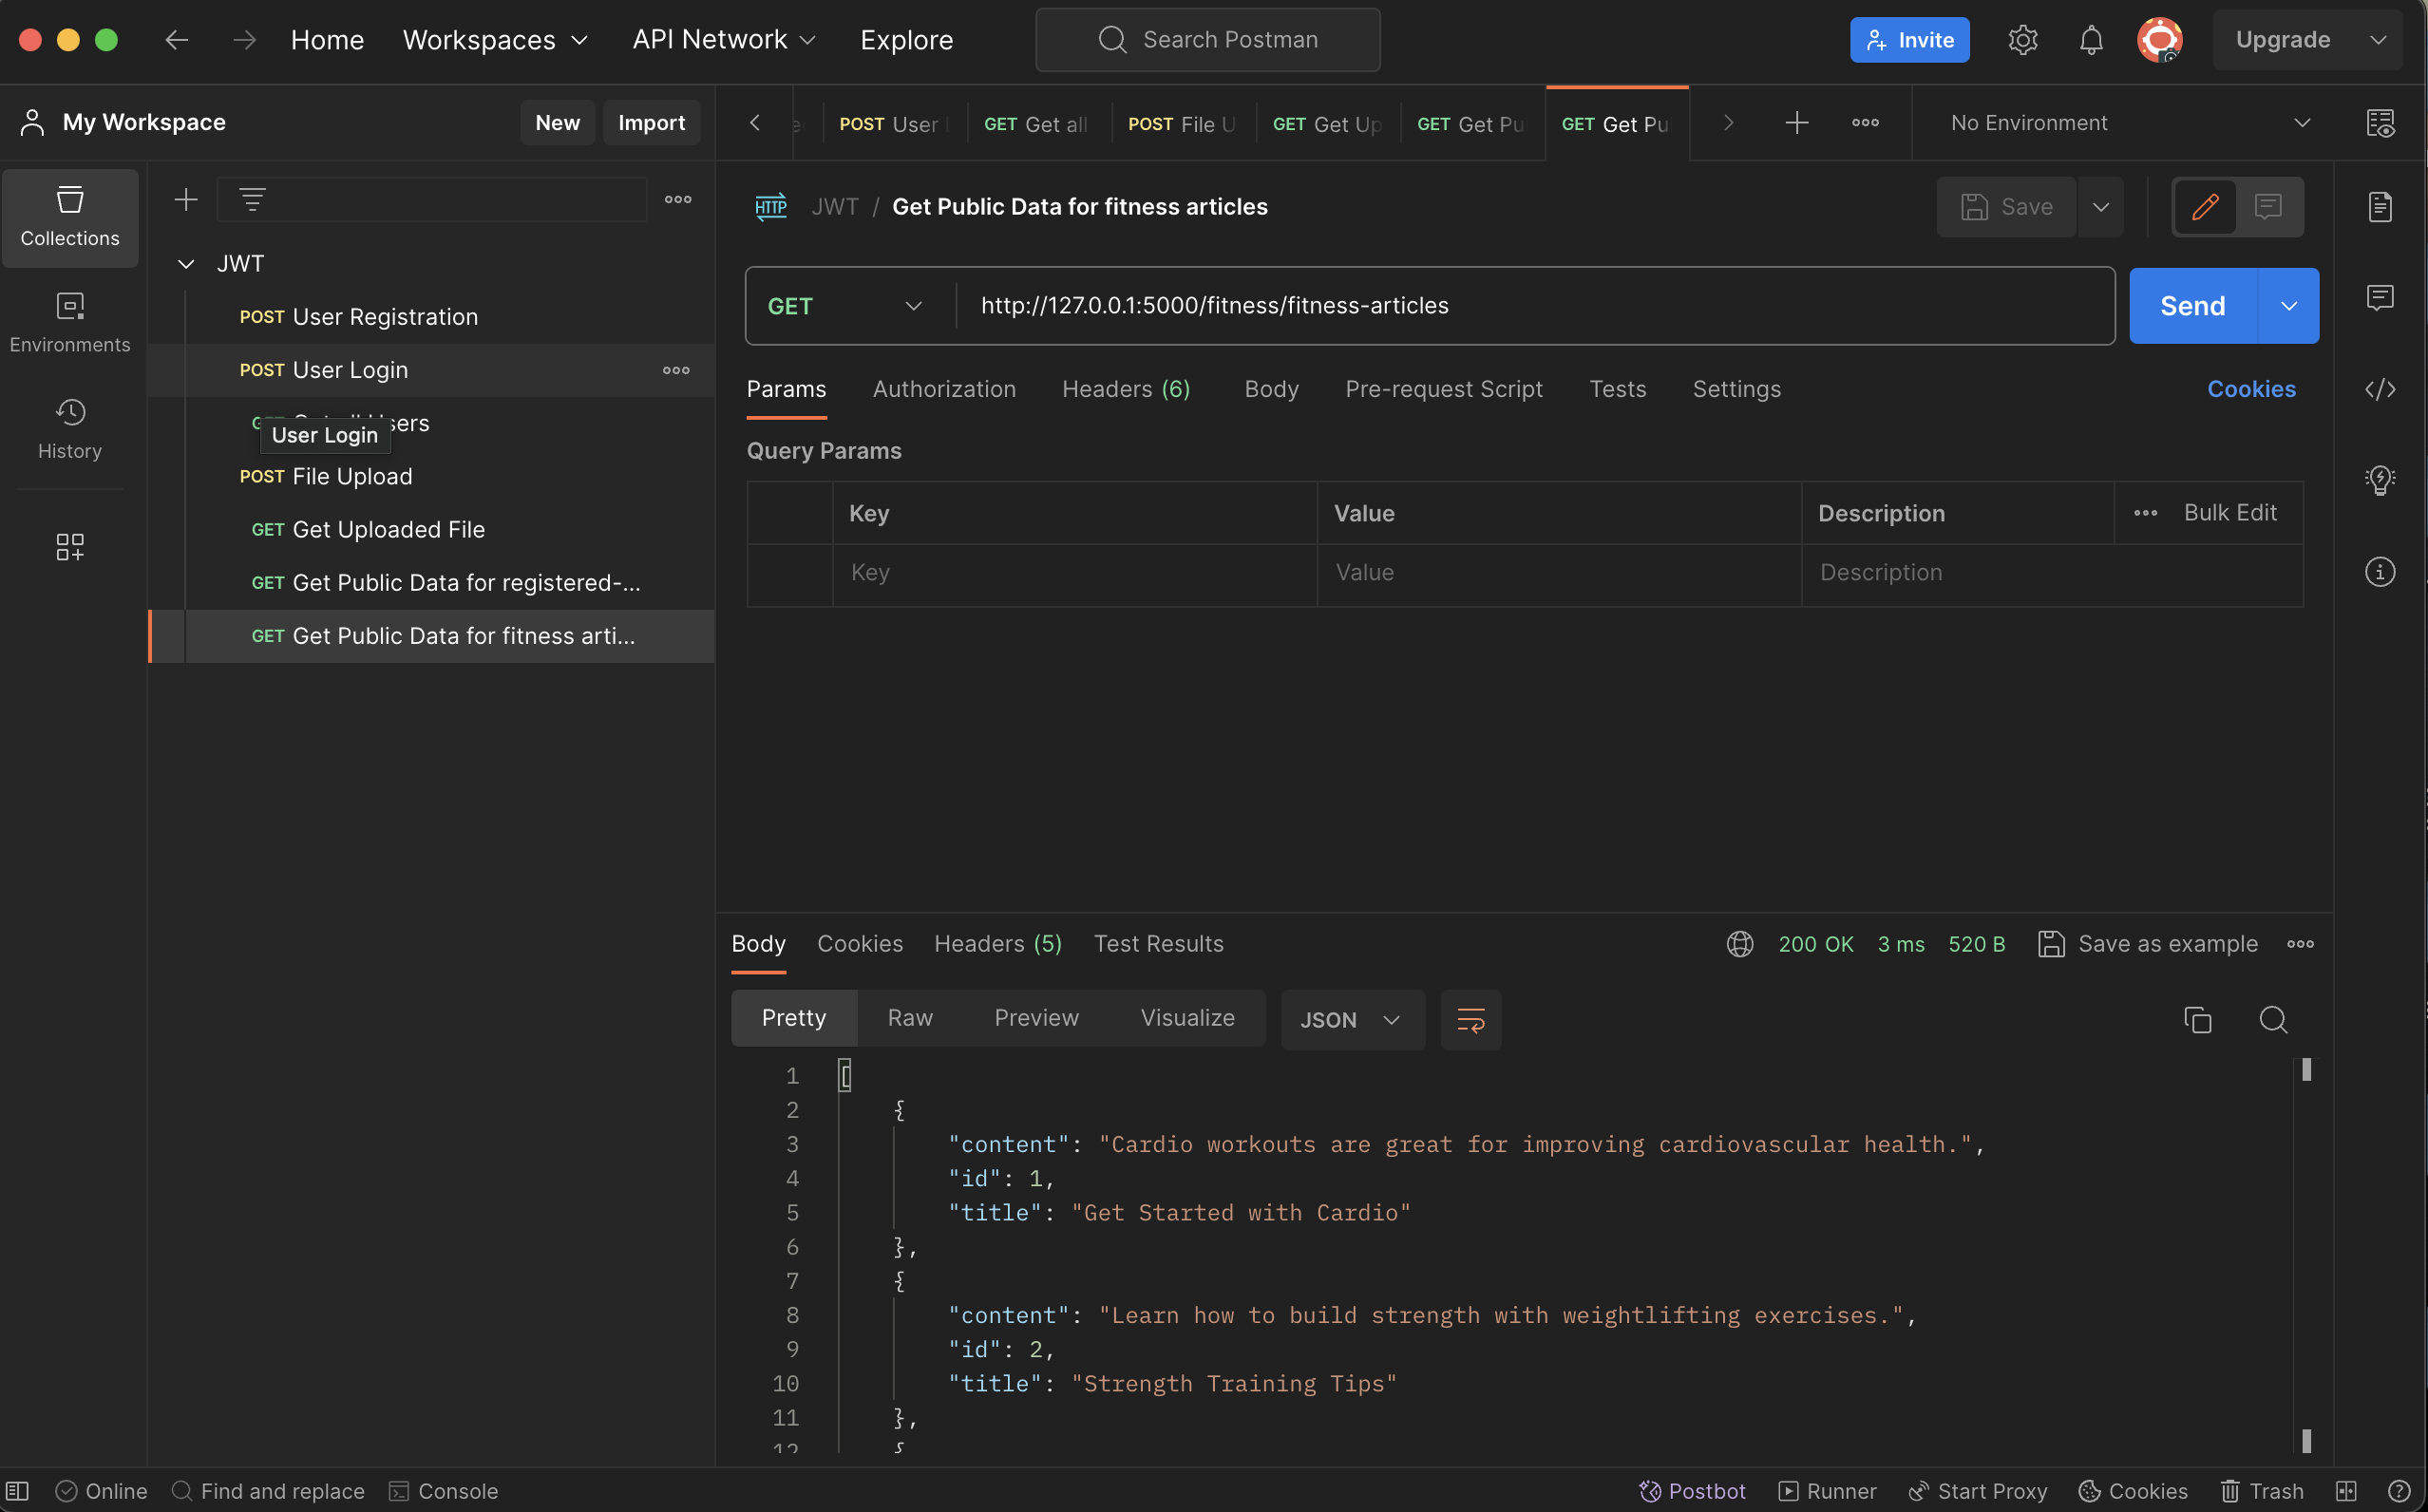 Home Workspaces API Network Explore Search Postman Invite Upgrade
My Workspace New Import
POST User GET Get all POST File U GET Get Up GET Get Pu GET Get Pu No Environment
Collections
Environments
History
JWT
POST User Registration
POST User Login
User Login
POST File Upload
GET Get Uploaded File
GET Get Public Data for registered-...
GET Get Public Data for fitness arti...
HTTP JWT / Get Public Data for fitness articles Save
GET http://127.0.0.1:5000/fitness/fitness-articles Send
Params Authorization Headers (6) Body Pre-request Script Tests Settings Cookies
Query Params
Key Value Description Bulk Edit
Key Value Description
Body Cookies Headers (5) Test Results 200 OK 3 ms 520 B Save as example
Pretty Raw Preview Visualize JSON
1 [
2 {
3 "content": "Cardio workouts are great for improving cardiovascular health.",
4 "id": 1,
5 "title": "Get Started with Cardio"
6 },
7 {
8 "content": "Learn how to build strength with weightlifting exercises.",
9 "id": 2,
10 "title": "Strength Training Tips"
11 },
12 {
Online Find and replace Console Postbot Runner Start Proxy Cookies Trash